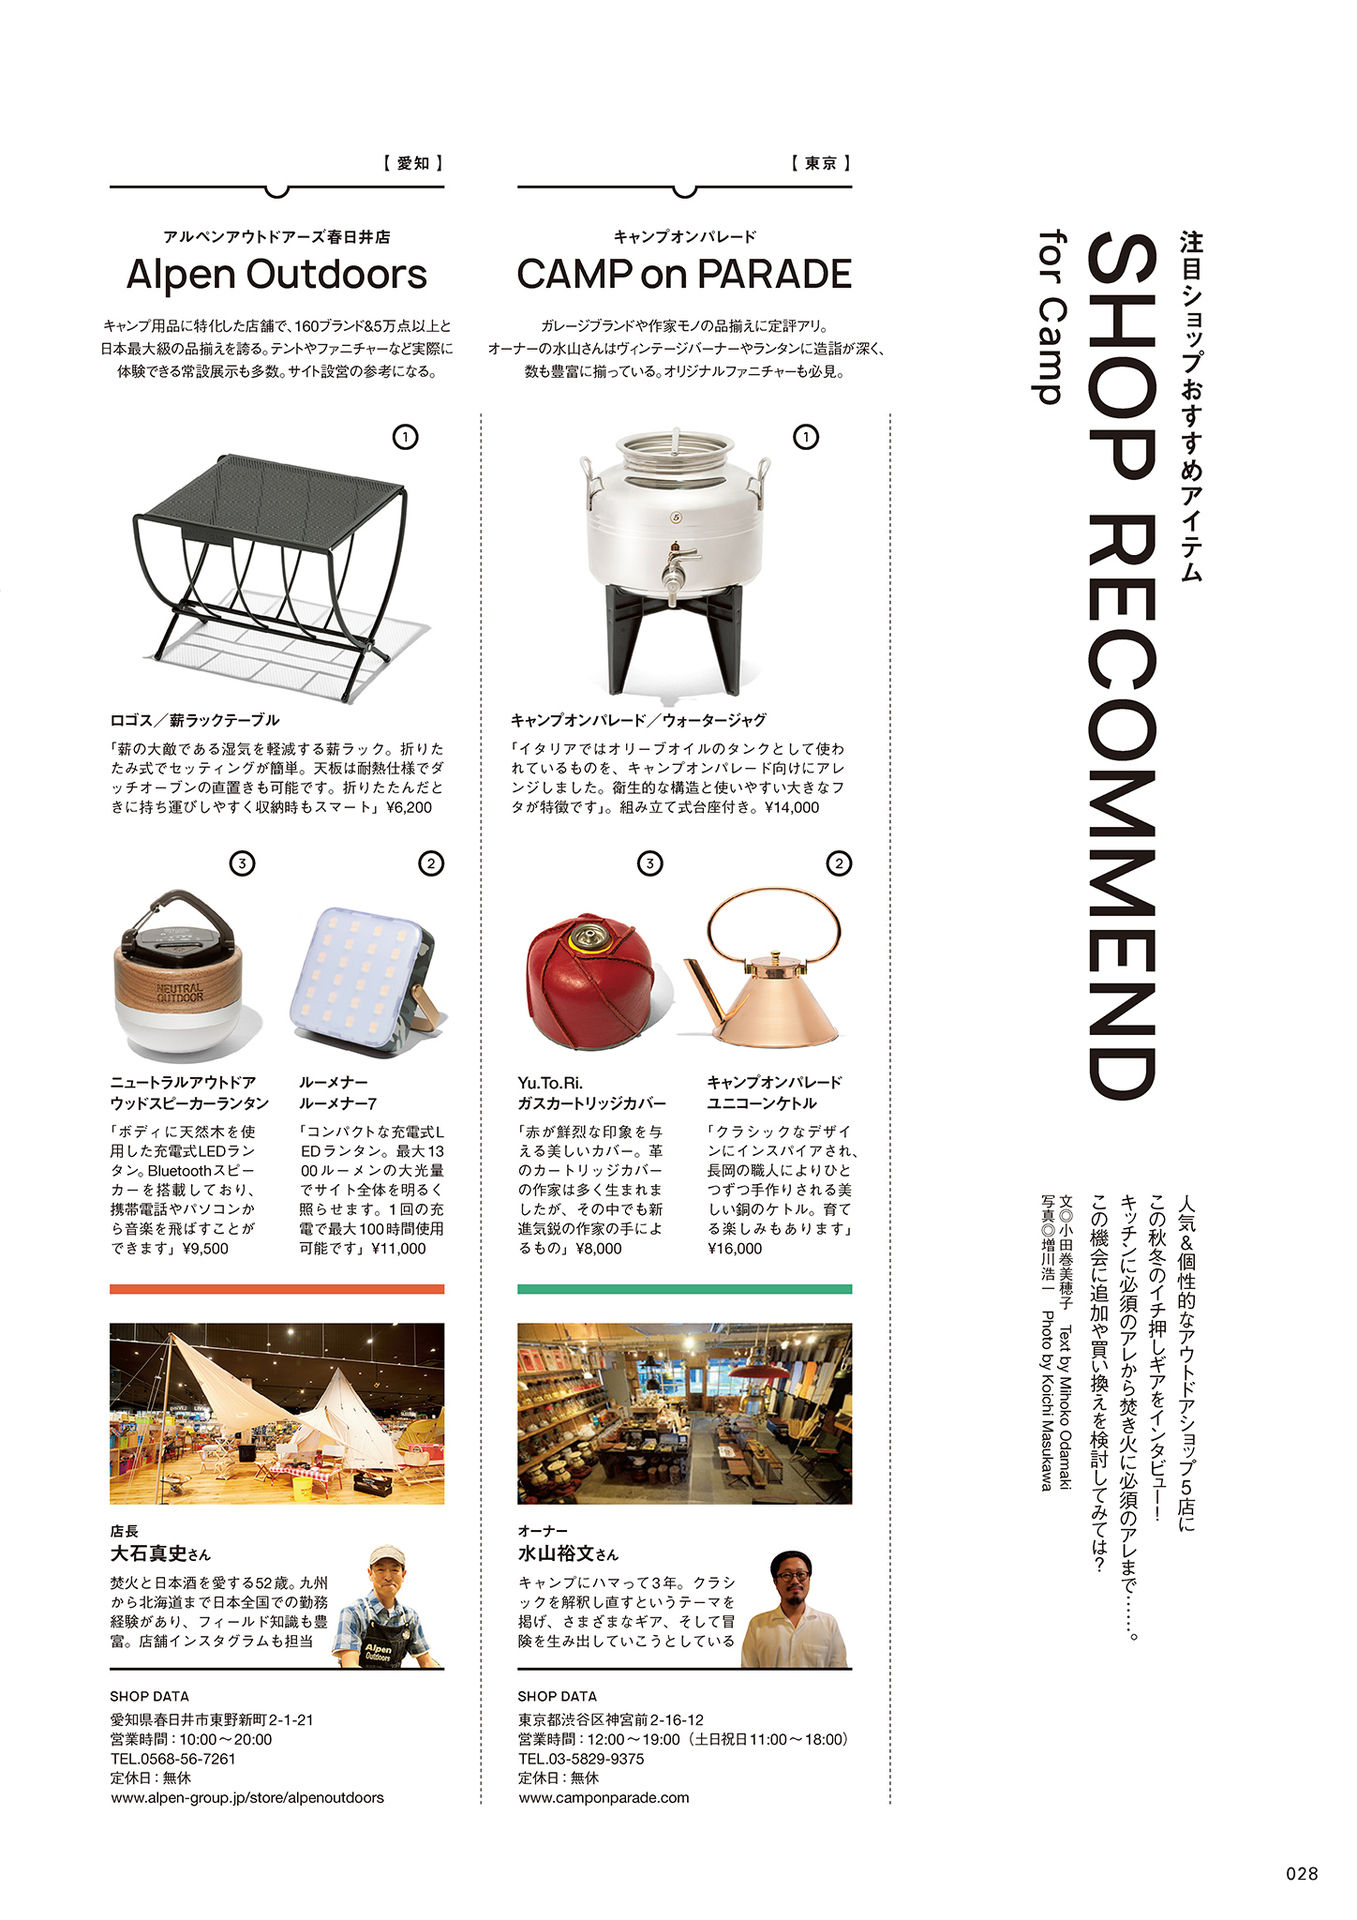 注目ショップおすすめアイテム
SHOP RECOMMEND
for Camp
人気&個性的なアウトドアショップ5店に
この秋冬のイチ押しギアをインタビュー!
キッチンに必須のアレから焚き火に必須のアレまで……。
この機会に追加や買い換えを検討してみては?
文◎小田巻美穂子 Text by Mihoko Odamaki
写真◎増川浩一 Photo by Koichi Masukawa
【 東京 】
キャンプオンパレード
CAMP on PARADE
ガレージブランドや作家モノの品揃えに定評アリ。
オーナーの水山さんはヴィンテージバーナーやランタンに造詣が深く、
数も豊富に揃っている。オリジナルファニチャーも必見。
1
5
キャンプオンパレード/ウォータージャグ
「イタリアではオリーブオイルのタンクとして使わ
れているものを、キャンプオンパレード向けにアレ
ンジしました。衛生的な構造と使いやすい大きなフ
タが特徴です」。組み立て式台座付き。¥14,000
2
キャンプオンパレード
ユニコーンケトル
「クラシックなデザイ
ンにインスパイアされ、
長岡の職人によりひと
つずつ手作りされる美
しい銅のケトル。育て
る楽しみもあります」
¥16,000
3
Yu.To.Ri.
ガスカートリッジカバー
「赤が鮮烈な印象を与
える美しいカバー。革
のカートリッジカバー
の作家は多く生まれま
したが、その中でも新
進気鋭の作家の手によ
るもの」¥8,000
オーナー
水山裕文さん
キャンプにハマって3年。クラシ
ックを解釈し直すというテーマを
掲げ、さまざまなギア、そして冒
険を生み出していこうとしている
SHOP DATA
東京都渋谷区神宮前2-16-12
営業時間:12:00〜19:00(土日祝日11:00〜18:00)
TEL.03-5829-9375
定休日:無休
www.camponparade.com
【 愛知 】
アルペンアウトドアーズ春日井店
Alpen Outdoors
キャンプ用品に特化した店舗で、160ブランド&5万点以上と
日本最大級の品揃えを誇る。テントやファニチャーなど実際に
体験できる常設展示も多数。サイト設営の参考になる。
1
ロゴス/薪ラックテーブル
「薪の大敵である湿気を軽減する薪ラック。折りた
たみ式でセッティングが簡単。天板は耐熱仕様でダ
ッチオーブンの直置きも可能です。折りたたんだと
きに持ち運びしやすく収納時もスマート」¥6,200
2
ルーメナー
ルーメナー7
「コンパクトな充電式L
EDランタン。最大13
00ルーメンの大光量
でサイト全体を明るく
照らせます。1回の充
電で最大100時間使用
可能です」¥11,000
3
NEUTRAL
OUTDOOR
ニュートラルアウトドア
ウッドスピーカーランタン
「ボディに天然木を使
用した充電式LEDラン
タン。Bluetoothスピー
カーを搭載しており、
携帯電話やパソコンか
ら音楽を飛ばすことが
できます」¥9,500
店長
大石真史さん
焚火と日本酒を愛する52歳。九州
から北海道まで日本全国での勤務
経験があり、フィールド知識も豊
富。店舗インスタグラムも担当
Alpen
Outdoors
SHOP DATA
愛知県春日井市東野新町2-1-21
営業時間:10:00〜20:00
TEL.0568-56-7261
定休日:無休
www.alpen-group.jp/store/alpenoutdoors
028